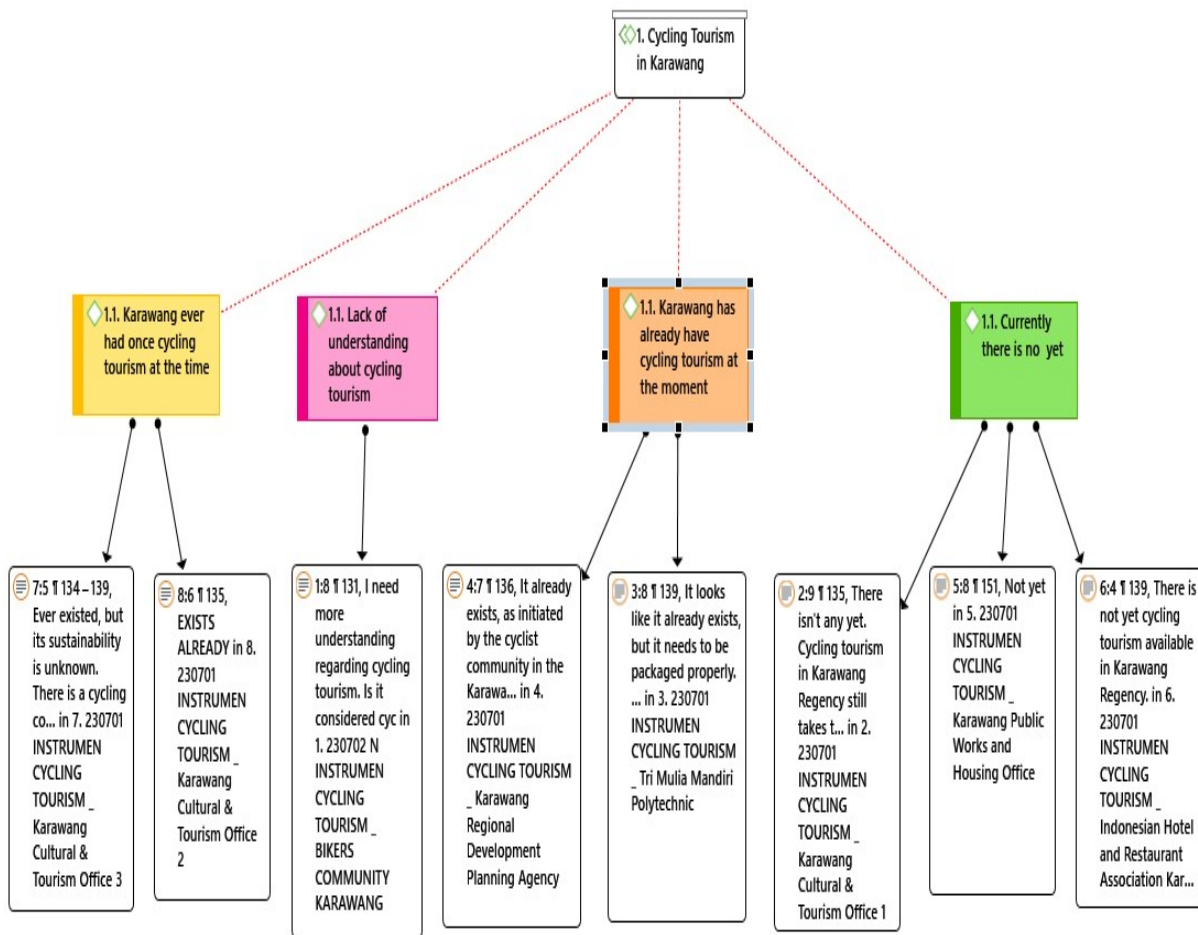 1. Cycling Tourism
in Karawang
1.1. Karawang ever
had once cycling
tourism at the time
1.1. Lack of
understanding
about cycling
tourism
1.1. Karawang has
already have
cycling tourism at
the moment
1.1. Currently
there is no yet
7:5 ¶ 134 – 139,
Ever existed, but
its sustainability
is unknown.
There is a cycling
co... in 7. 230701
INSTRUMEN
CYCLING
TOURISM _
Karawang
Cultural &
Tourism Office 3
8:6 ¶ 135,
EXISTS
ALREADY in 8.
230701
INSTRUMEN
CYCLING
TOURISM _
Karawang
Cultural &
Tourism Office
2
1:8 ¶ 131, I need
more
understanding
regarding cycling
tourism. Is it
considered cyc in
1. 230702 N
INSTRUMEN
CYCLING
TOURISM _
BIKERS
COMMUNITY
KARAWANG
4:7 ¶ 136, It already
exists, as initiated
by the cyclist
community in the
Karawa... in 4.
230701
INSTRUMEN
CYCLING TOURISM
_ Karawang
Regional
Development
Planning Agency
3:8 ¶ 139, It looks
like it already exists,
but it needs to be
packaged properly.
... in 3. 230701
INSTRUMEN
CYCLING TOURISM
_ Tri Mulia Mandiri
Polytechnic
2:9 ¶ 135, There
isn't any yet.
Cycling tourism
in Karawang
Regency still
takes t... in 2.
230701
INSTRUMEN
CYCLING
TOURISM _
Karawang
Cultural &
Tourism Office 1
5:8 ¶ 151, Not yet
in 5. 230701
INSTRUMEN
CYCLING
TOURISM _
Karawang Public
Works and
Housing Office
6:4 ¶ 139, There is
not yet cycling
tourism available
in Karawang
Regency. in 6.
230701
INSTRUMEN
CYCLING
TOURISM _
Indonesian Hotel
and Restaurant
Association Kar...